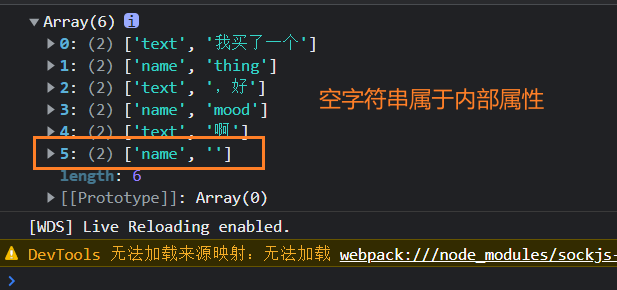 ▼Array(6) i
▶0: (2) ['text', '我买了一个']
▶1: (2) ['name', 'thing']
▶2: (2) ['text', '，好']
▶3: (2) ['name', 'mood']
▶4: (2) ['text', '啊']
▶5: (2) ['name', '']
空字符串属于内部属性
length: 6
▶[[Prototype]]: Array(0)
[WDS] Live Reloading enabled.
DevTools 无法加载来源映射：无法加载 webpack:///node_modules/sockjs-